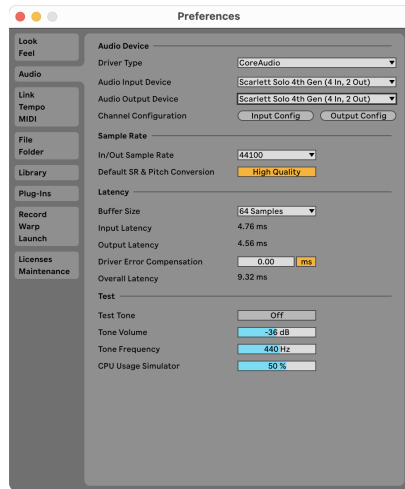 Preferences
Look
Feel
Audio
Link
Tempo
MIDI
File
Folder
Library
Plug-Ins
Record
Warp
Launch
Licenses
Maintenance
Audio Device
Driver Type CoreAudio
Audio Input Device Scarlett Solo 4th Gen (4 In, 2 Out)
Audio Output Device Scarlett Solo 4th Gen (4 In, 2 Out)
Channel Configuration Input Config Output Config
Sample Rate
In/Out Sample Rate 44100
Default SR & Pitch Conversion High Quality
Latency
Buffer Size 64 Samples
Input Latency 4.76 ms
Output Latency 4.56 ms
Driver Error Compensation 0.00 ms
Overall Latency 9.32 ms
Test
Test Tone Off
Tone Volume -36 dB
Tone Frequency 440 Hz
CPU Usage Simulator 50 %